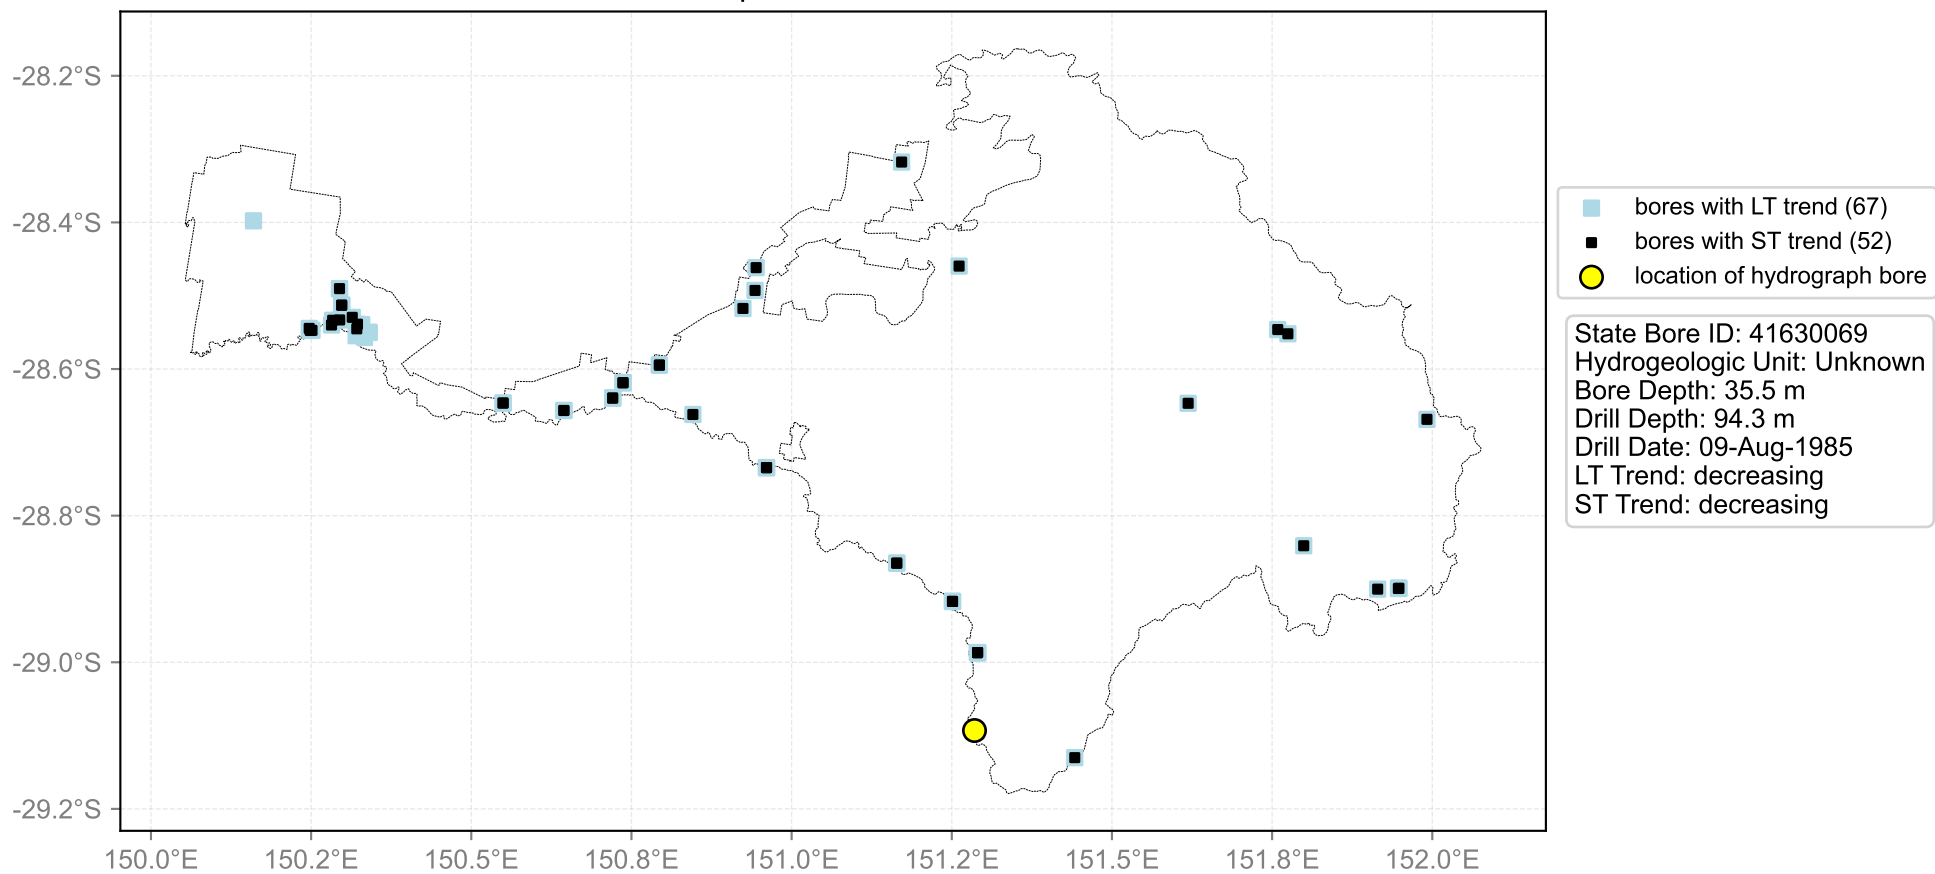 -28.2°S
-28.4°S
-28.6°S
-28.8°S
-29.0°S
-29.2°S
150.0°E 150.2°E 150.5°E 150.8°E 151.0°E 151.2°E 151.5°E 151.8°E 152.0°E
bores with LT trend (67)
bores with ST trend (52)
location of hydrograph bore
State Bore ID: 41630069
Hydrogeologic Unit: Unknown
Bore Depth: 35.5 m
Drill Depth: 94.3 m
Drill Date: 09-Aug-1985
LT Trend: decreasing
ST Trend: decreasing